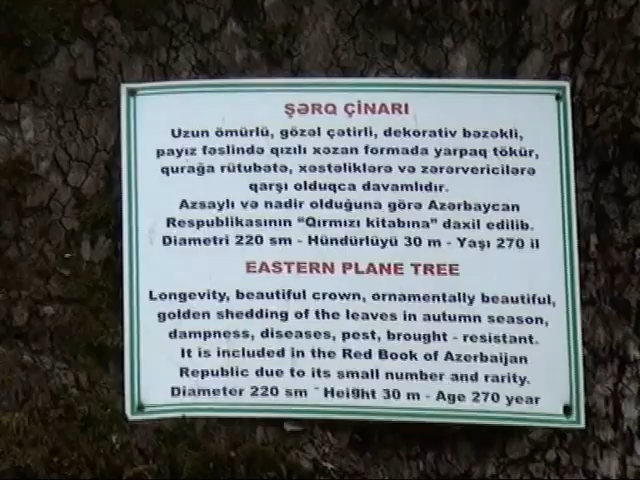 ŞƏRQ ÇİNARI
Uzun ömürlü, gözəl çətirli, dekorativ bəzəkli,
payız fəslində qızılı xəzan formada yarpaq tökür,
qurağa rütubətə, xəstəliklərə və zərərvericilərə
qarşı olduqca davamlıdır.
Azsaylı və nadir olduğuna görə Azərbaycan
Respublikasının "Qırmızı kitabına" daxil edilib.
Diametri 220 sm - Hündürlüyü 30 m - Yaşı 270 il
EASTERN PLANE TREE
Longevity, beautiful crown, ornamentally beautiful,
golden shedding of the leaves in autumn season,
dampness, diseases, pest, brought - resistant.
It is included in the Red Book of Azerbaijan
Republic due to its small number and rarity.
Diameter 220 sm - Height 30 m - Age 270 year